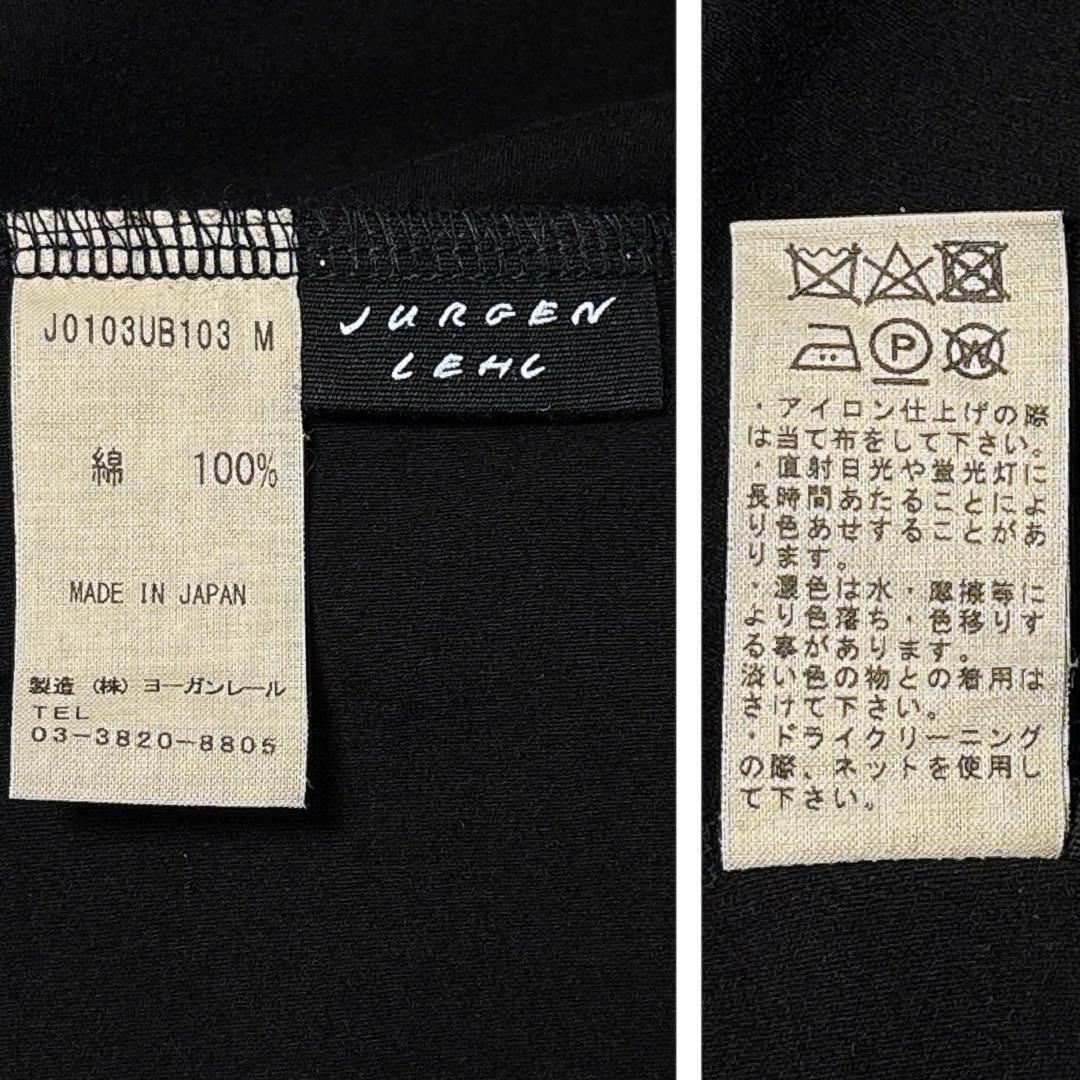 J0103UB103 M
綿 100%
MADE IN JAPAN
製造 (株) ヨーガンレール
TEL
03-3820-8805
JURGEN
LEHL
P
W
・アイロン仕上げの際
は当て布をして下さい。
・直射日光や蛍光灯に
長時間あたることによ
り色あせすることがあ
ります。
・濃色は水・摩擦等に
より色落ち・色移りす
る事があります。
淡い色の物との着用は
さけて下さい。
・ドライクリーニング
の際、ネットを使用し
て下さい。